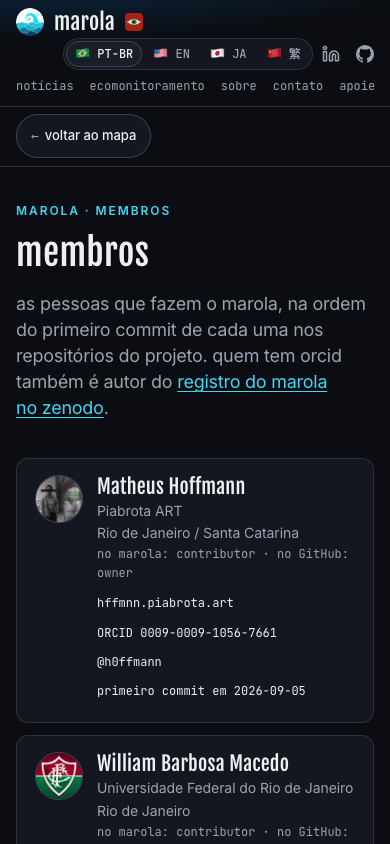 marola
PT-BR EN JA 繁
notícias ecomonitoramento sobre contato apoie
← voltar ao mapa
MAROLA · MEMBROS
membros
as pessoas que fazem o marola, na ordem
do primeiro commit de cada uma nos
repositórios do projeto. quem tem orcid
também é autor do registro do marola
no zenodo.
Matheus Hoffmann
Piabrota ART
Rio de Janeiro / Santa Catarina
no marola: contributor · no GitHub:
owner
hffmnn.piabrota.art
ORCID 0009-0009-1056-7661
@h0ffmann
primeiro commit em 2026-09-05
William Barbosa Macedo
Universidade Federal do Rio de Janeiro
Rio de Janeiro
no marola: contributor · no GitHub: